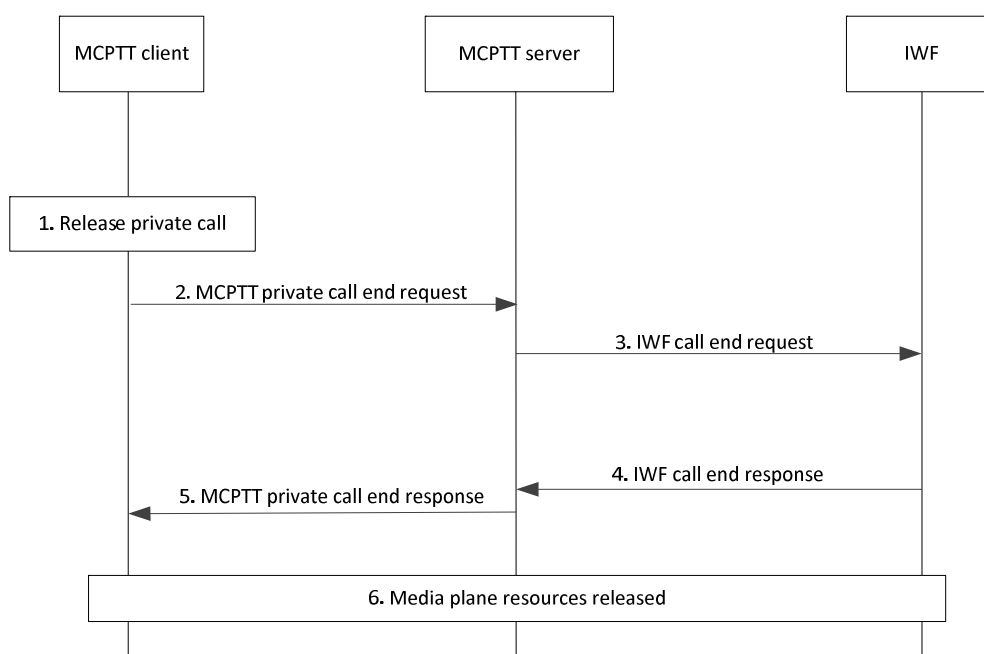 MCPTT client
MCPTT server
IWF
1. Release private call
2. MCPTT private call end request
3. IWF call end request
4. IWF call end response
5. MCPTT private call end response
6. Media plane resources released